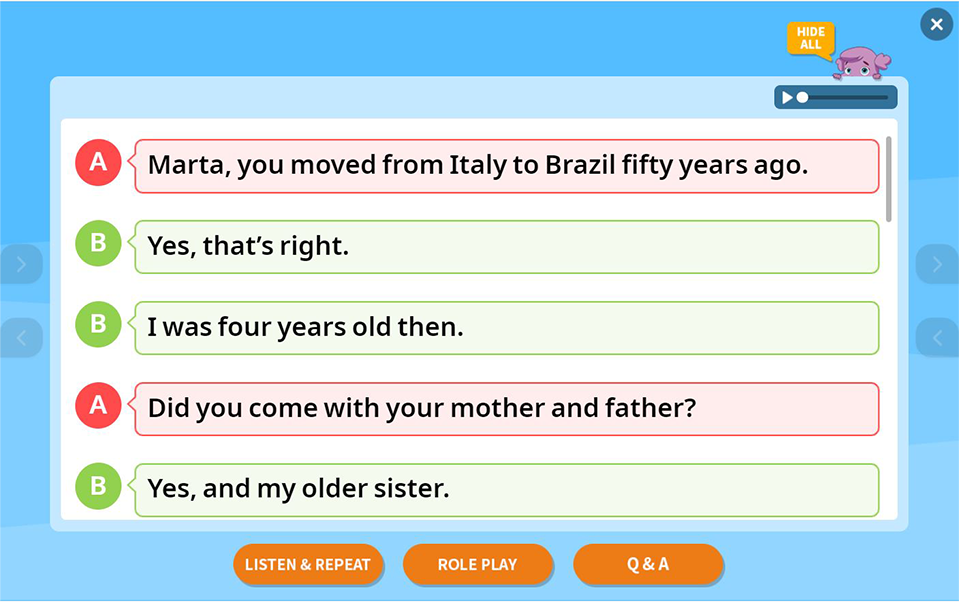 HIDE
ALL
A
Marta, you moved from Italy to Brazil fifty years ago.
B
Yes, that’s right.
B
I was four years old then.
A
Did you come with your mother and father?
B
Yes, and my older sister.
LISTEN & REPEAT
ROLE PLAY
Q & A